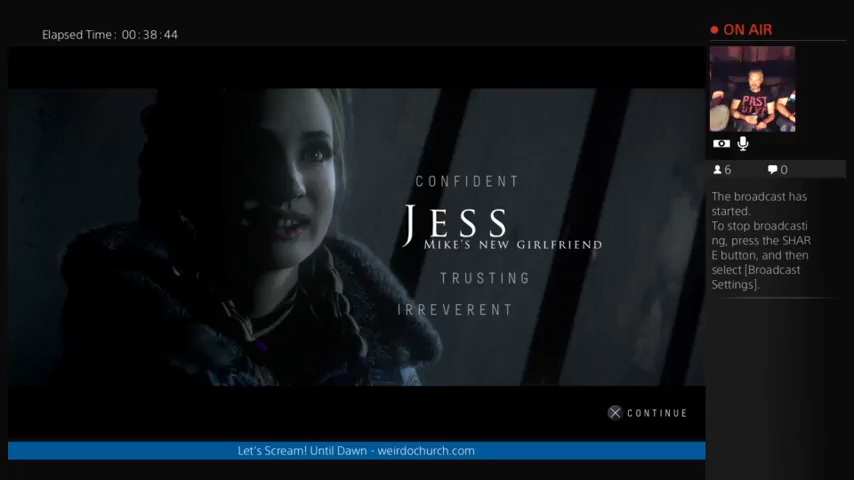 Elapsed Time: 00:38:44
ON AIR
6
0
The broadcast has
started.
To stop broadcasti
ng, press the SHAR
E button, and then
select [Broadcast
Settings].
CONFIDENT
JESS
MIKE'S NEW GIRLFRIEND
TRUSTING
IRREVERENT
CONTINUE
Let's Scream! Until Dawn - weirdochurch.com